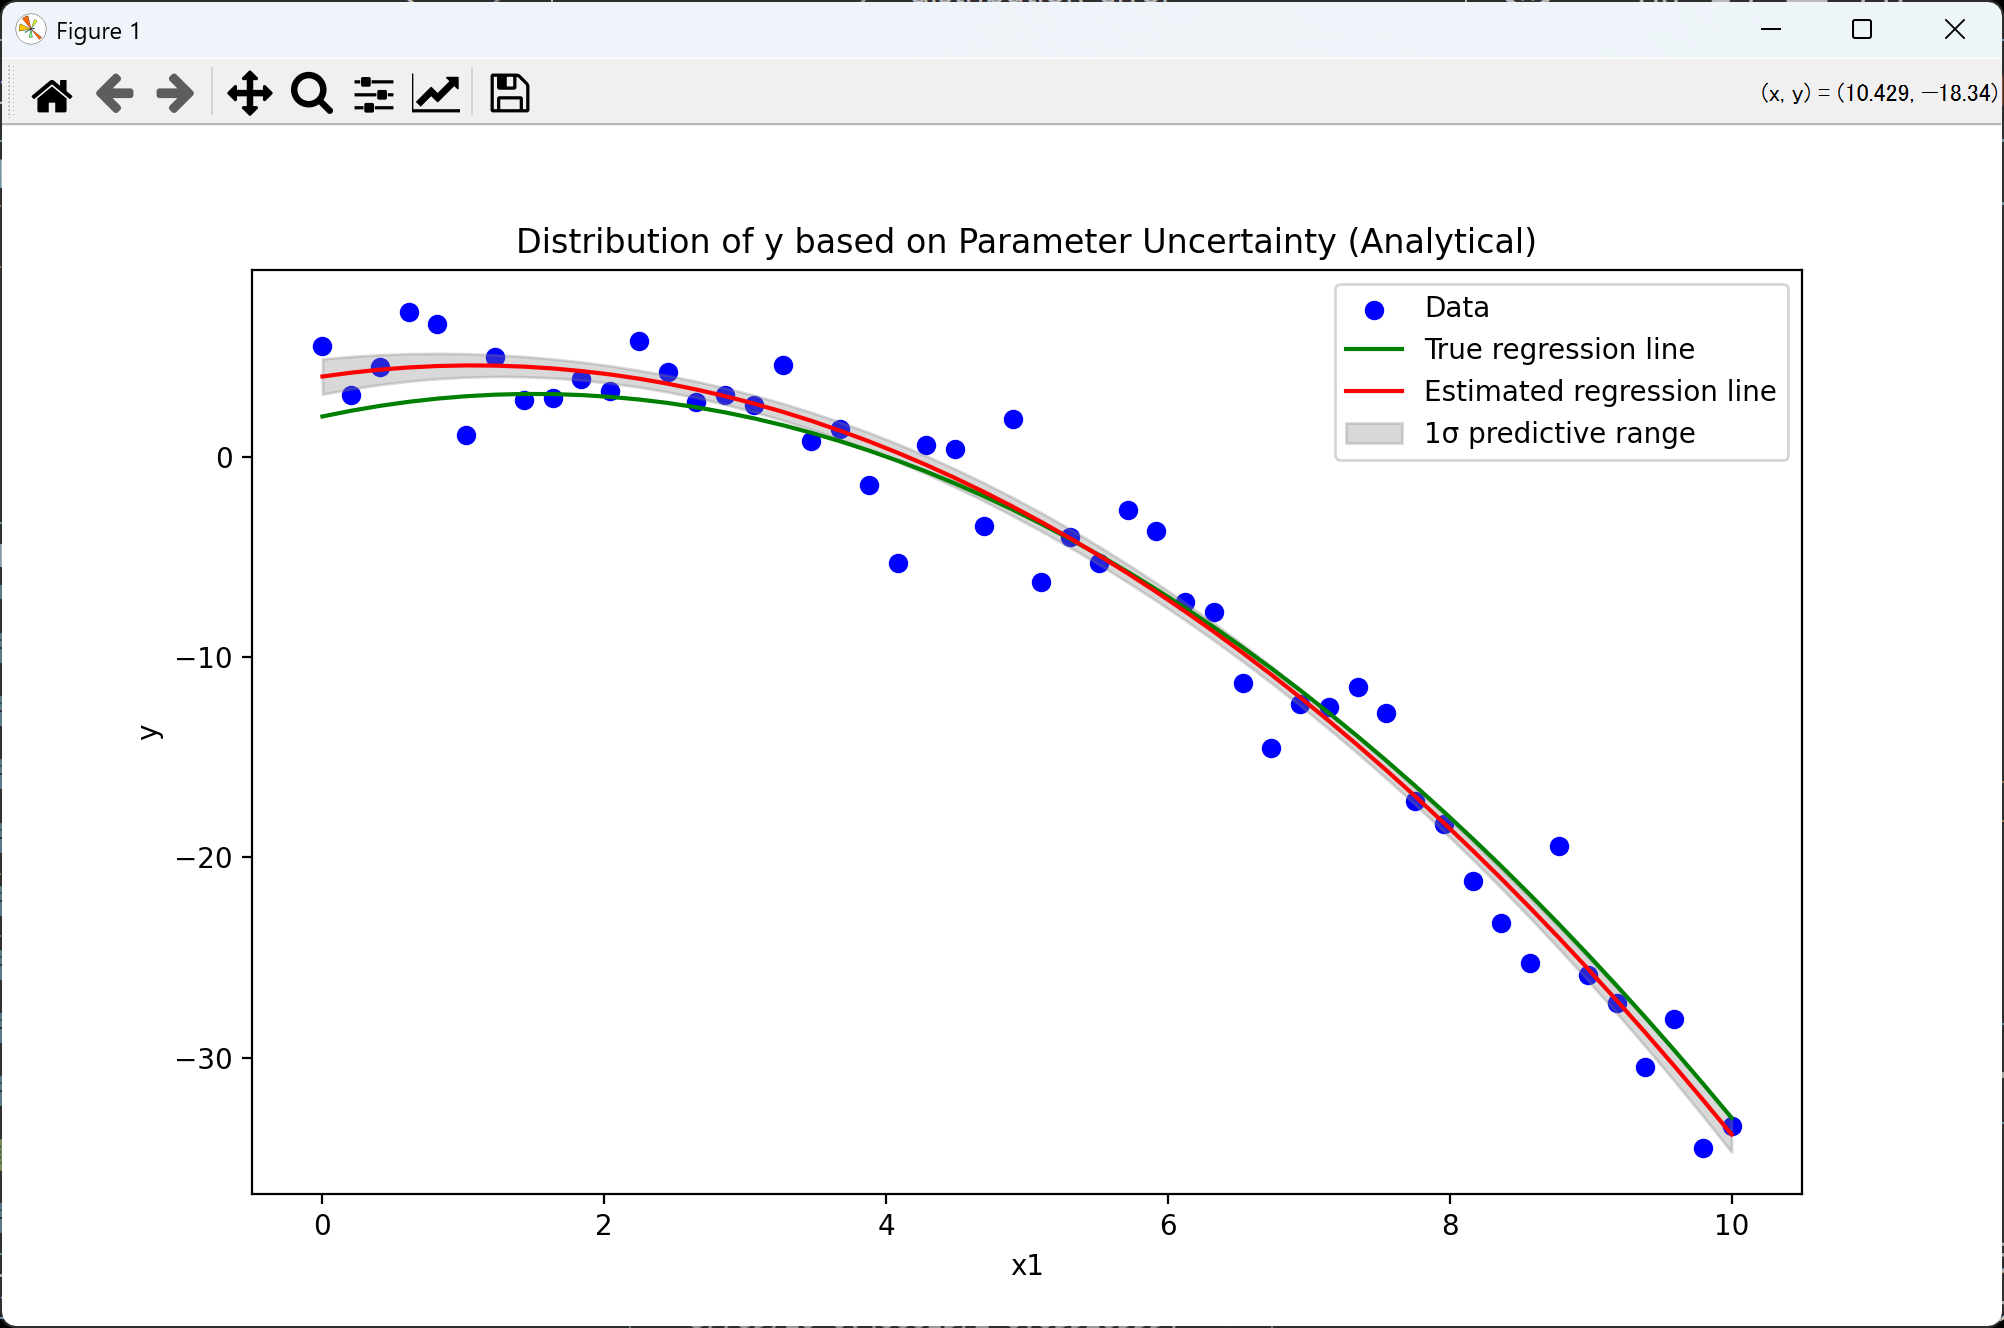 Figure 1
(x, y) = (10.429, −18.34)
Distribution of y based on Parameter Uncertainty (Analytical)
Data
True regression line
Estimated regression line
1σ predictive range
0
−10
−20
−30
y
0 2 4 6 8 10
x1